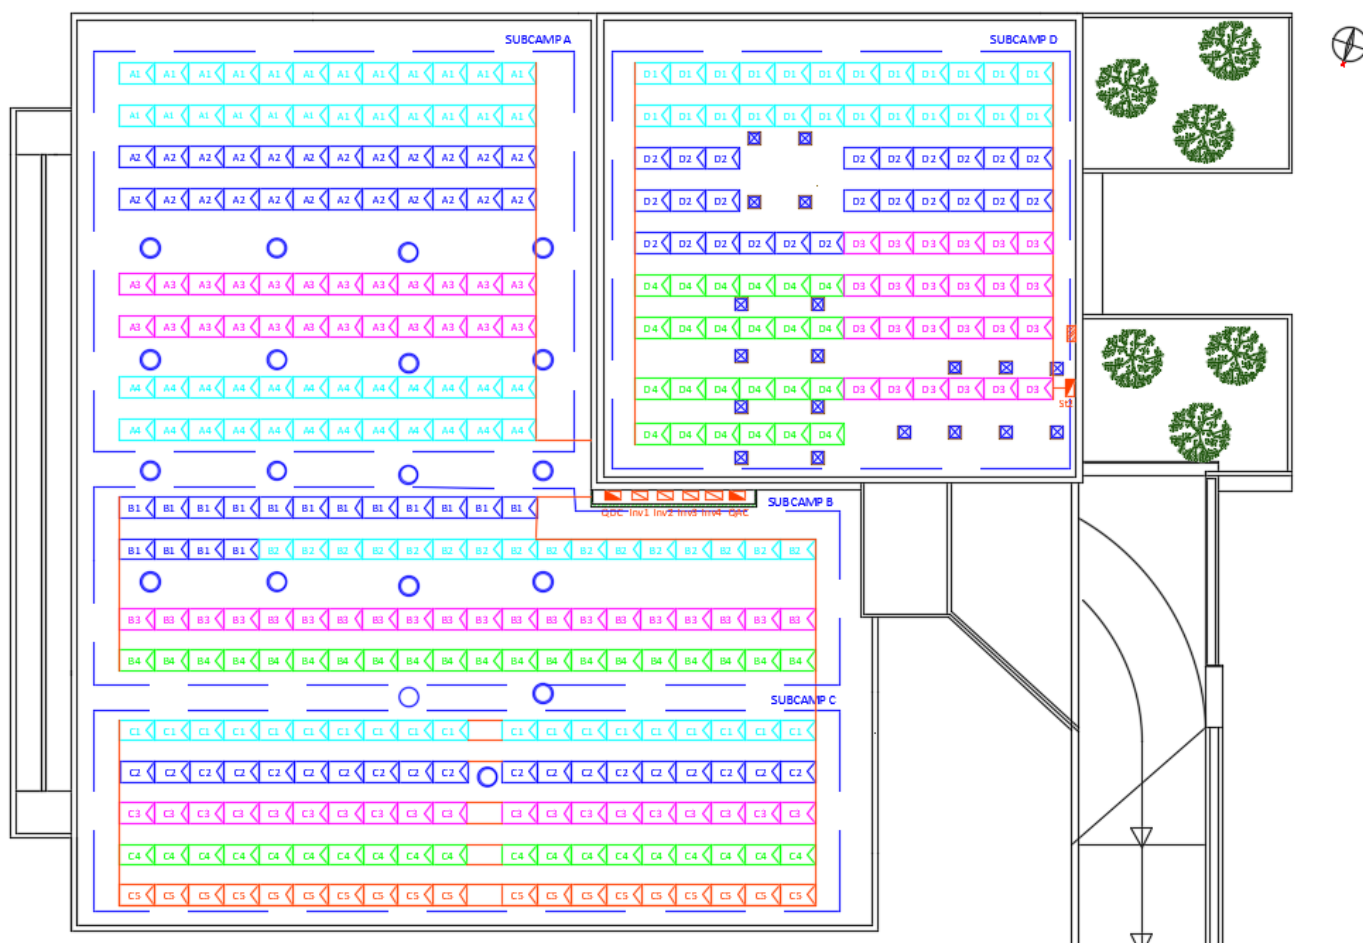 SUBCAMP A
A1 A1 A1 A1 A1 A1 A1 A1 A1 A1 A1 A1
A1 A1 A1 A1 A1 A1 A1 A1 A1 A1 A1 A1
A2 A2 A2 A2 A2 A2 A2 A2 A2 A2 A2 A2
A2 A2 A2 A2 A2 A2 A2 A2 A2 A2 A2 A2
A3 A3 A3 A3 A3 A3 A3 A3 A3 A3 A3 A3
A3 A3 A3 A3 A3 A3 A3 A3 A3 A3 A3 A3
A4 A4 A4 A4 A4 A4 A4 A4 A4 A4 A4 A4
A4 A4 A4 A4 A4 A4 A4 A4 A4 A4 A4 A4
SUBCAMP D
D1 D1 D1 D1 D1 D1 D1 D1 D1 D1 D1 D1
D1 D1 D1 D1 D1 D1 D1 D1 D1 D1 D1 D1
D2 D2 D2 D2 D2 D2 D2 D2 D2
D2 D2 D2 D2 D2 D2 D2 D2 D2
D2 D2 D2 D2 D2 D2 D3 D3 D3 D3 D3 D3
D4 D4 D4 D4 D4 D4 D3 D3 D3 D3 D3 D3
D4 D4 D4 D4 D4 D4 D3 D3 D3 D3 D3 D3
D4 D4 D4 D4 D4 D4 D3 D3 D3 D3 D3 D3
D4 D4 D4 D4 D4 D4
QDC Inv1 Inv2 Inv3 Inv4 QAC
SUBCAMP B
B1 B1 B1 B1 B1 B1 B1 B1 B1 B1 B1 B1
B1 B1 B1 B1 B2 B2 B2 B2 B2 B2 B2 B2 B2 B2 B2 B2 B2 B2 B2 B2
B3 B3 B3 B3 B3 B3 B3 B3 B3 B3 B3 B3 B3 B3 B3 B3 B3 B3 B3 B3
B4 B4 B4 B4 B4 B4 B4 B4 B4 B4 B4 B4 B4 B4 B4 B4 B4 B4 B4 B4
SUBCAMP C
C1 C1 C1 C1 C1 C1 C1 C1 C1 C1 C1 C1 C1 C1 C1 C1 C1 C1 C1
C2 C2 C2 C2 C2 C2 C2 C2 C2 C2 C2 C2 C2 C2 C2 C2 C2 C2 C2
C3 C3 C3 C3 C3 C3 C3 C3 C3 C3 C3 C3 C3 C3 C3 C3 C3 C3 C3
C4 C4 C4 C4 C4 C4 C4 C4 C4 C4 C4 C4 C4 C4 C4 C4 C4 C4 C4
C5 C5 C5 C5 C5 C5 C5 C5 C5 C5 C5 C5 C5 C5 C5 C5 C5 C5 C5